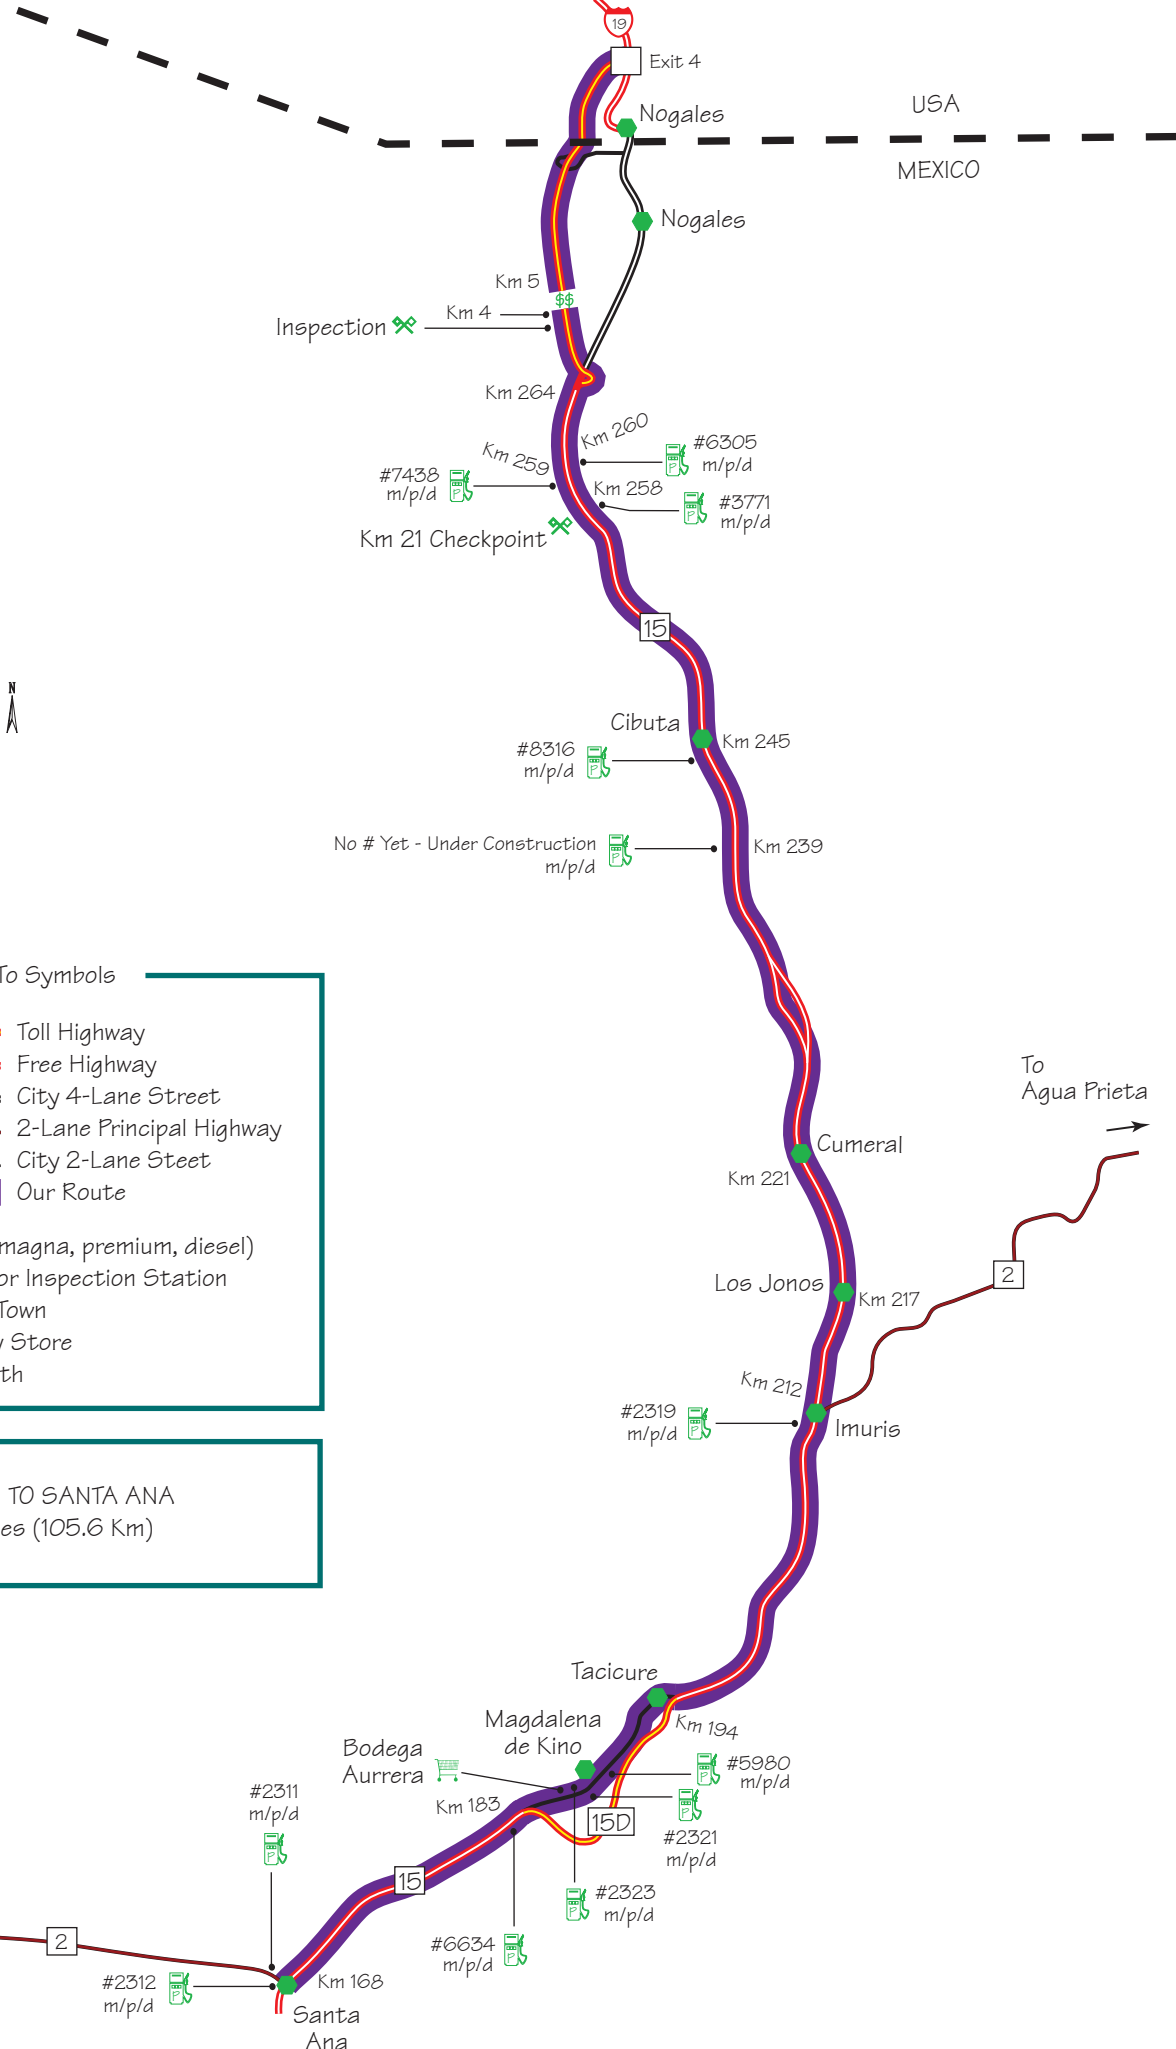 19
Exit 4
Nogales
USA
MEXICO
Nogales
Km 5
$$
Km 4
Inspection
Km 264
Km 260
#6305
m/p/d
Km 259
#7438
m/p/d
Km 258
#3771
m/p/d
Km 21 Checkpoint
15
N
Cibuta
Km 245
#8316
m/p/d
No # Yet - Under Construction
m/p/d
Km 239
To Symbols
Toll Highway
Free Highway
City 4-Lane Street
2-Lane Principal Highway
City 2-Lane Steet
Our Route
magna, premium, diesel)
or Inspection Station
Town
y Store
th
To
Agua Prieta
Cumeral
Km 221
2
Los Jonos
Km 217
Km 212
#2319
m/p/d
Imuris
TO SANTA ANA
es (105.6 Km)
Tacicure
Km 194
Magdalena
de Kino
Bodega
Aurrera
#5980
m/p/d
Km 183
15D
#2321
m/p/d
#2311
m/p/d
15
#2323
m/p/d
#6634
m/p/d
2
#2312
m/p/d
Km 168
Santa
Ana